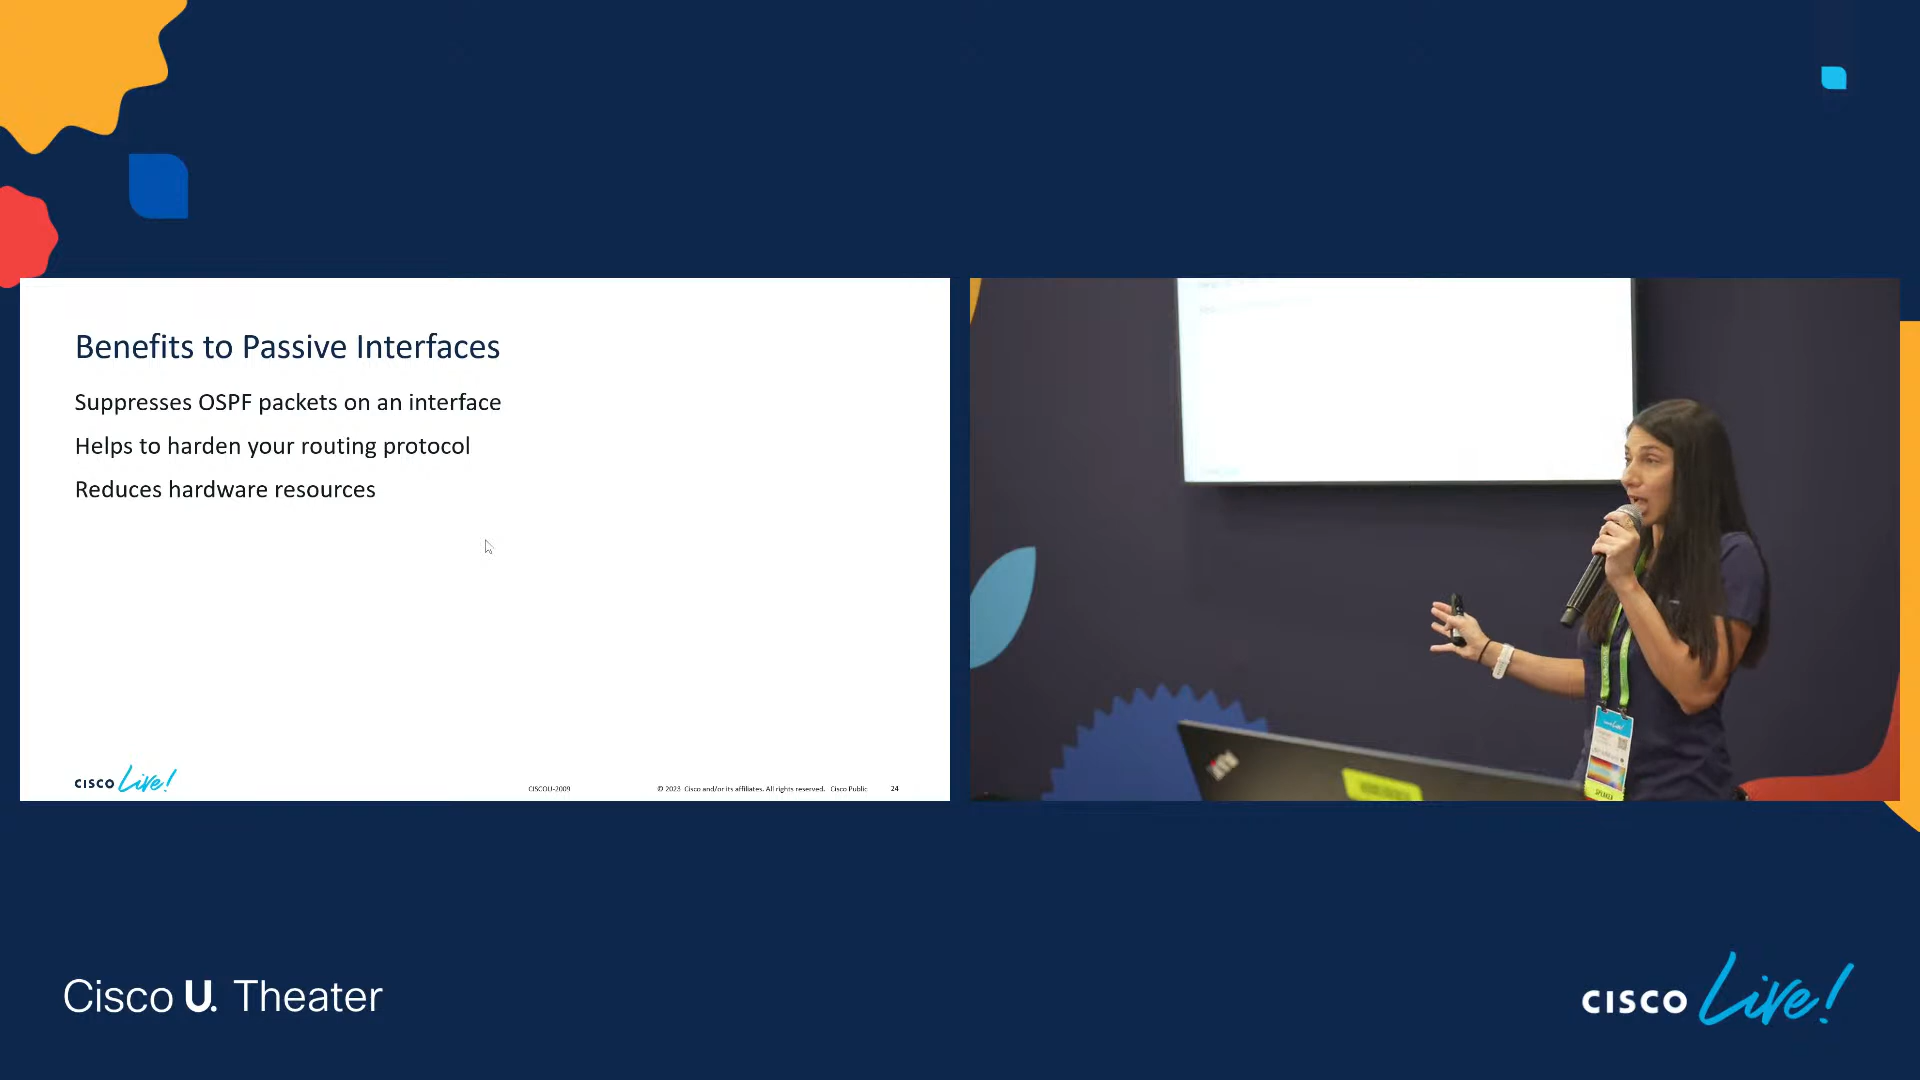 Benefits to Passive Interfaces
Suppresses OSPF packets on an interface
Helps to harden your routing protocol
Reduces hardware resources
CISCO Live!
CISCOU-2009
© 2023 Cisco and/or its affiliates. All rights reserved. Cisco Public
24
SPEAKER
Cisco U. Theater
CISCO Live!